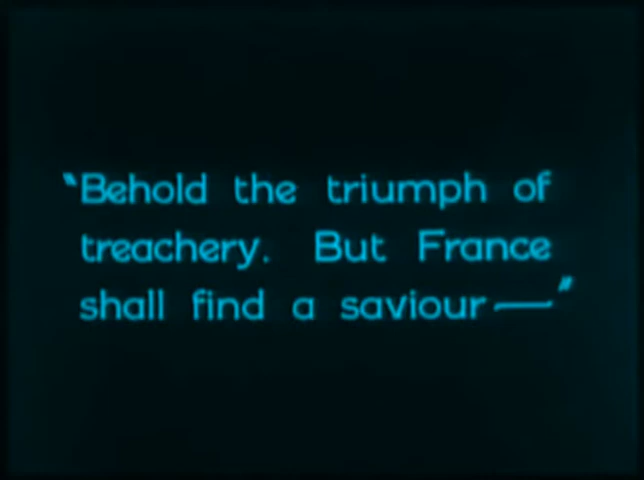 "Behold the triumph of
treachery. But France
shall find a saviour—"